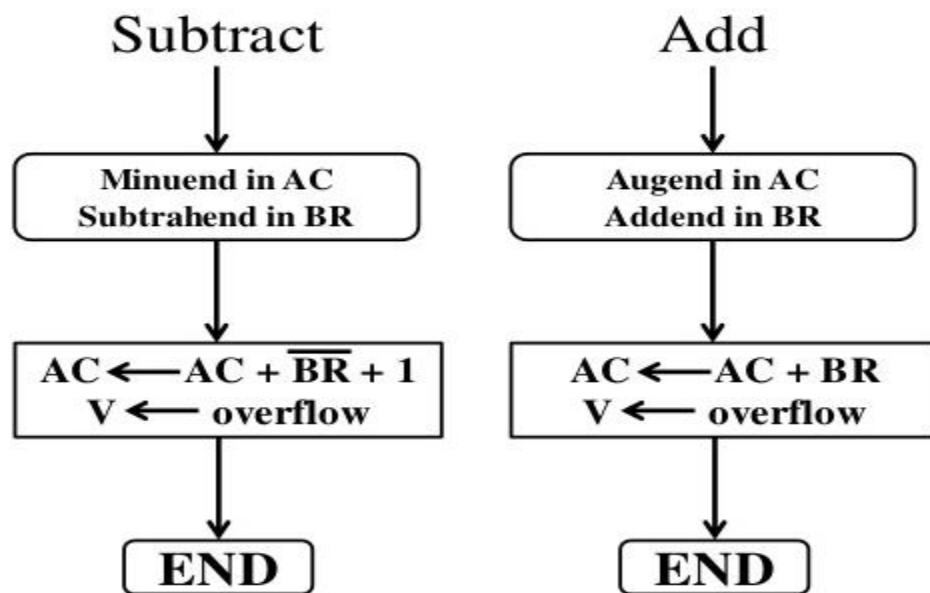 Subtract
Minuend in AC
Subtrahend in BR
AC ← AC + B̅R̅ + 1
V ← overflow
END
Add
Augend in AC
Addend in BR
AC ← AC + BR
V ← overflow
END